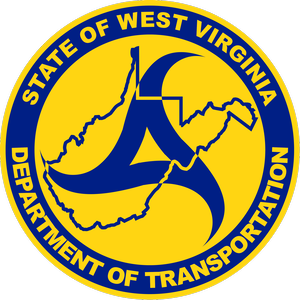 STATE OF WEST VIRGINIA
DEPARTMENT OF TRANSPORTATION